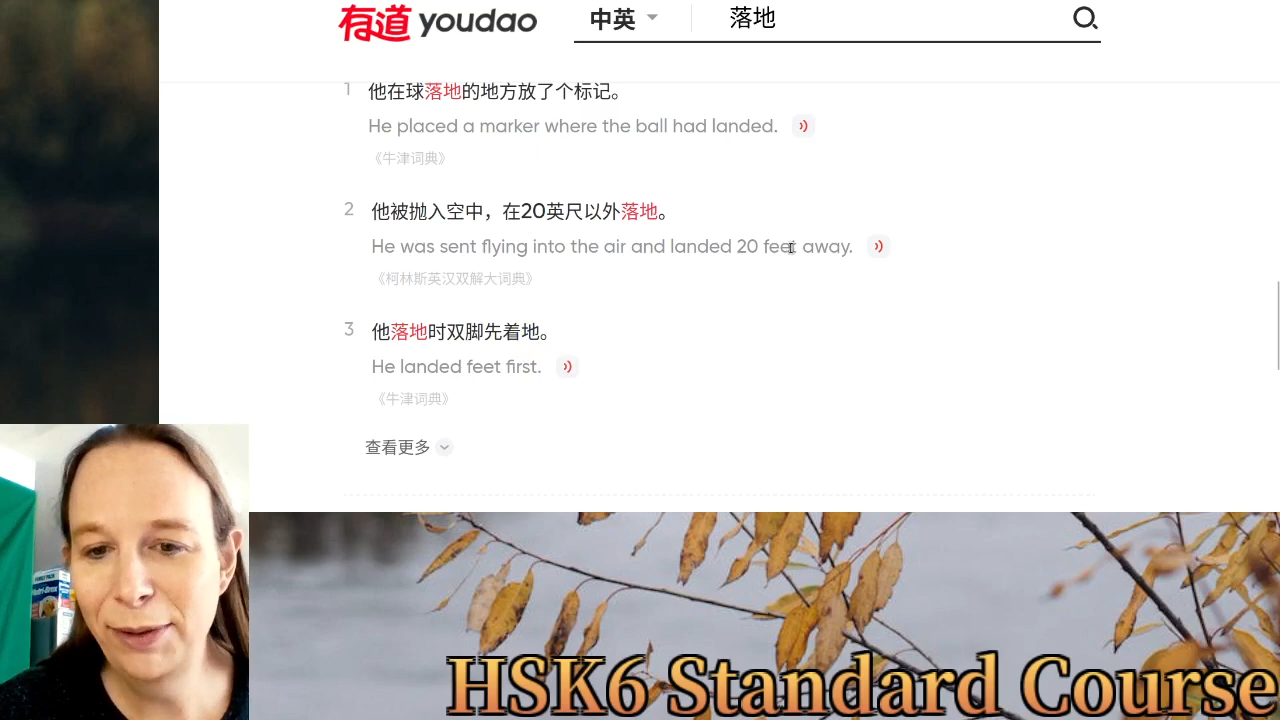 有道 youdao 中英 落地
1 他在球落地的地方放了个标记。
He placed a marker where the ball had landed.
《牛津词典》
2 他被抛入空中，在20英尺以外落地。
He was sent flying into the air and landed 20 feet away.
《柯林斯英汉双解大词典》
3 他落地时双脚先着地。
He landed feet first.
《牛津词典》
查看更多
HSK6 Standard Course